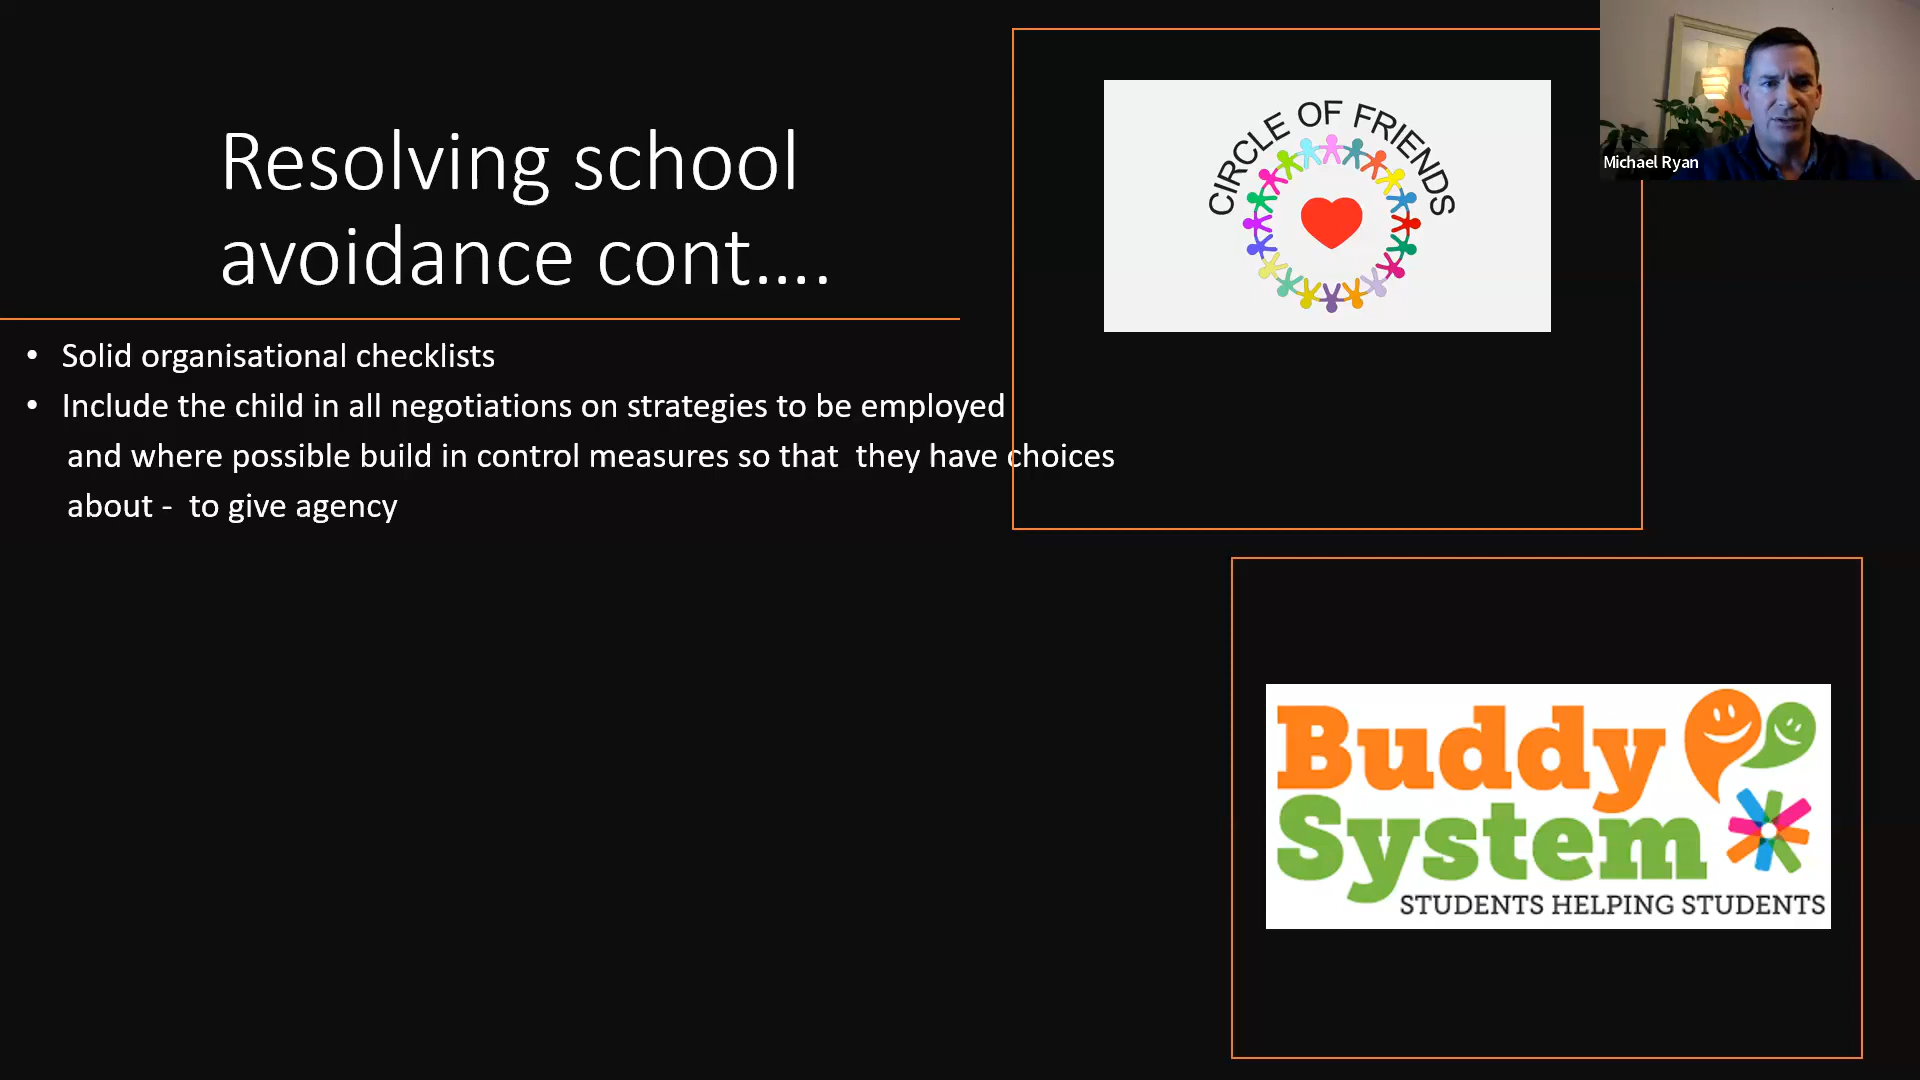 Resolving school
avoidance cont....
• Solid organisational checklists
• Include the child in all negotiations on strategies to be employed
and where possible build in control measures so that  they have choices
about -  to give agency
CIRCLE OF FRIENDS
Michael Ryan
Buddy
System
STUDENTS HELPING STUDENTS